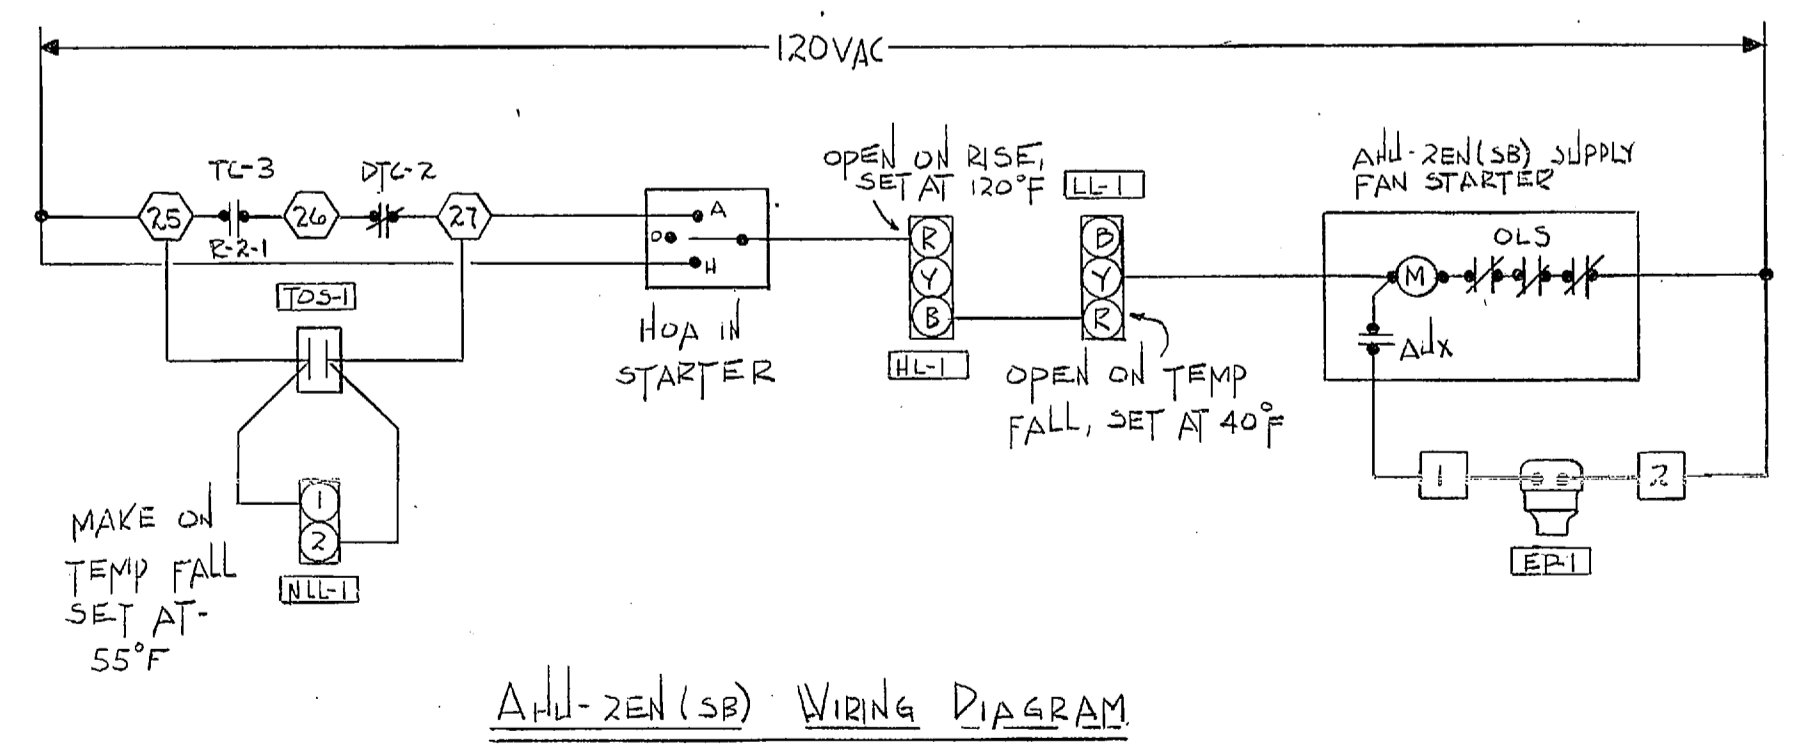 120VAC
TC-3
DTC-2
25
26
27
R-2-1
TOS-1
A
O
H
HOA IN
STARTER
OPEN ON RISE,
SET AT 120°F
LL-1
R
Y
B
HL-1
B
Y
R
OPEN ON TEMP
FALL, SET AT 40°F
AHU-2EN(SB) SUPPLY
FAN STARTER
OLS
M
AUX
1
2
EP-1
1
2
NLL-1
MAKE ON
TEMP FALL
SET AT-
55°F
AHU-2EN(SB) WIRING DIAGRAM